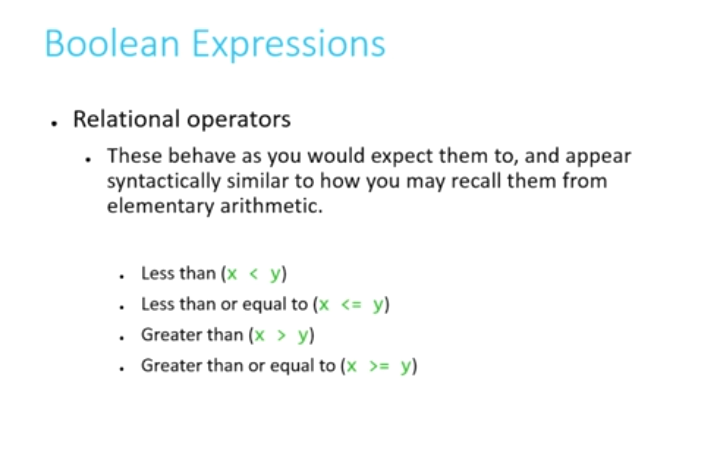 Boolean Expressions
• Relational operators
• These behave as you would expect them to, and appear
syntactically similar to how you may recall them from
elementary arithmetic.
• Less than (x < y)
• Less than or equal to (x <= y)
• Greater than (x > y)
• Greater than or equal to (x >= y)